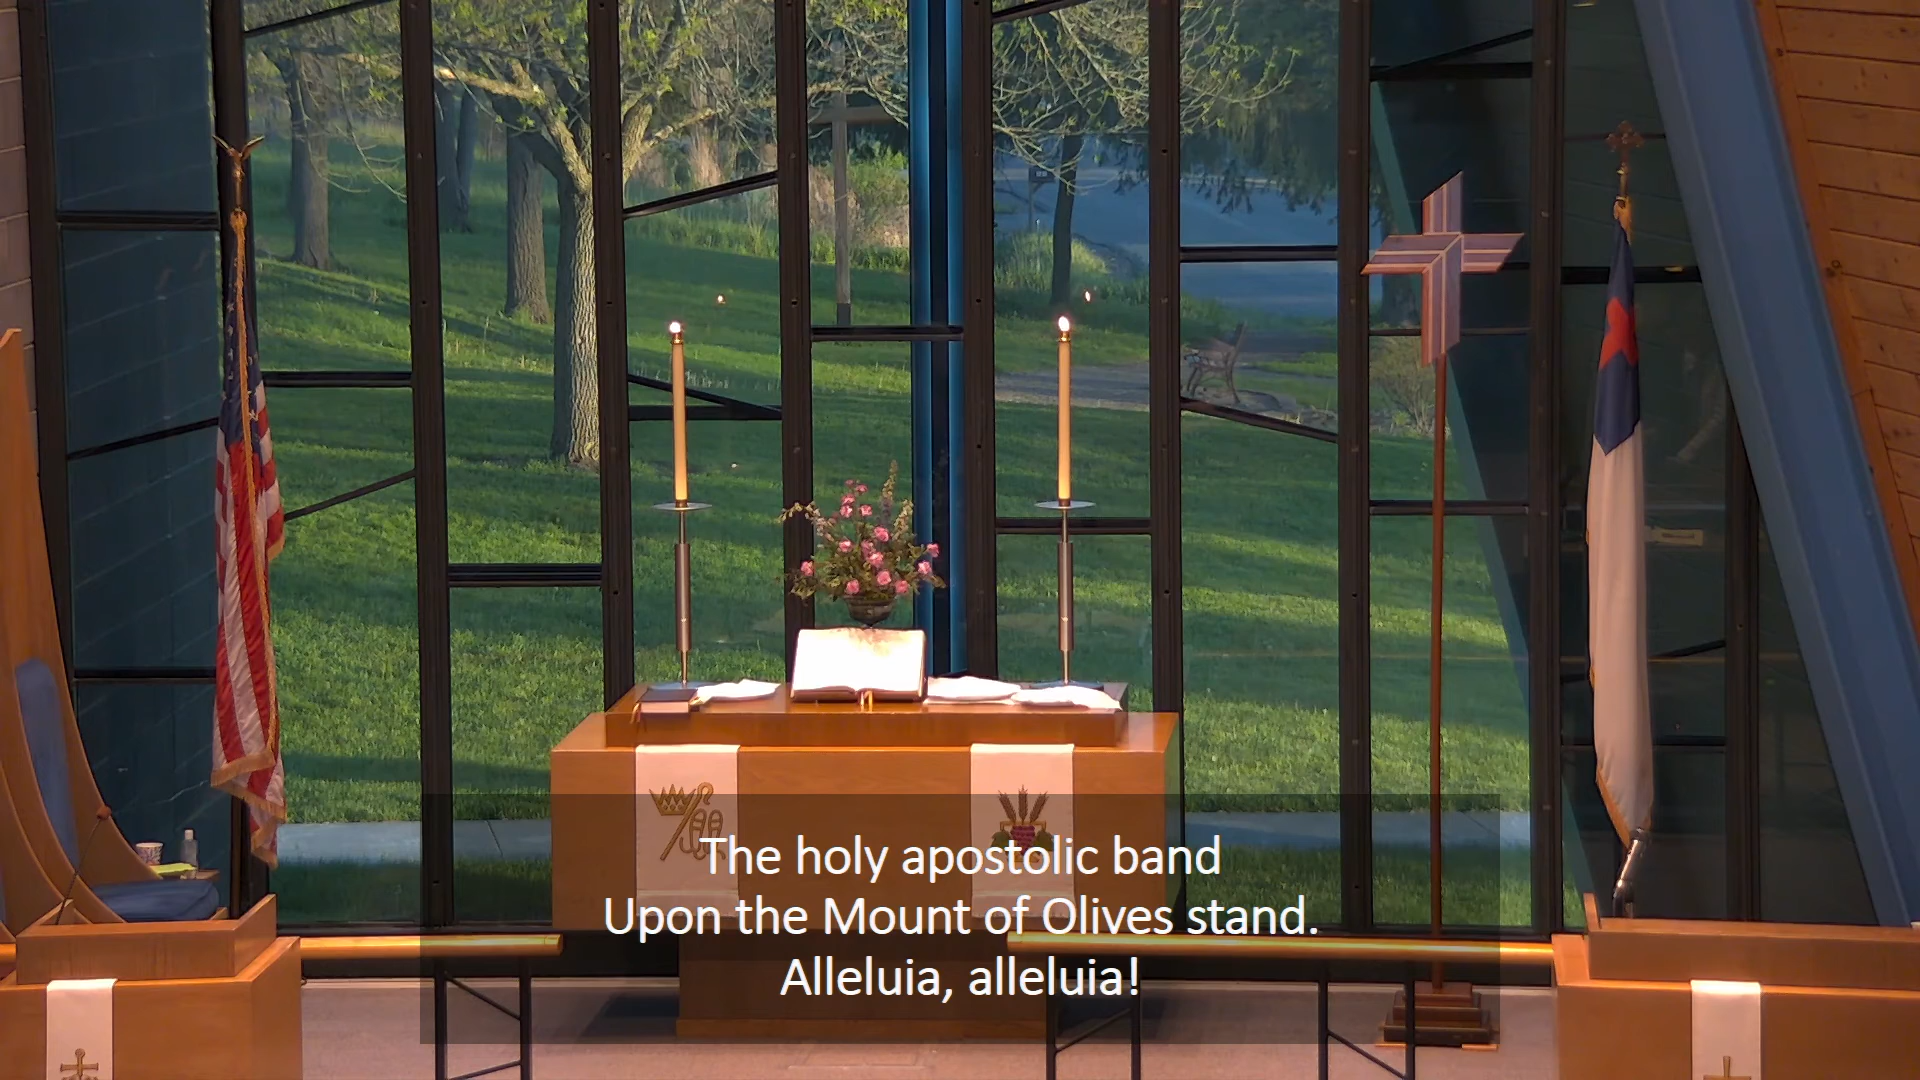 The holy apostolic band
Upon the Mount of Olives stand.
Alleluia, alleluia!